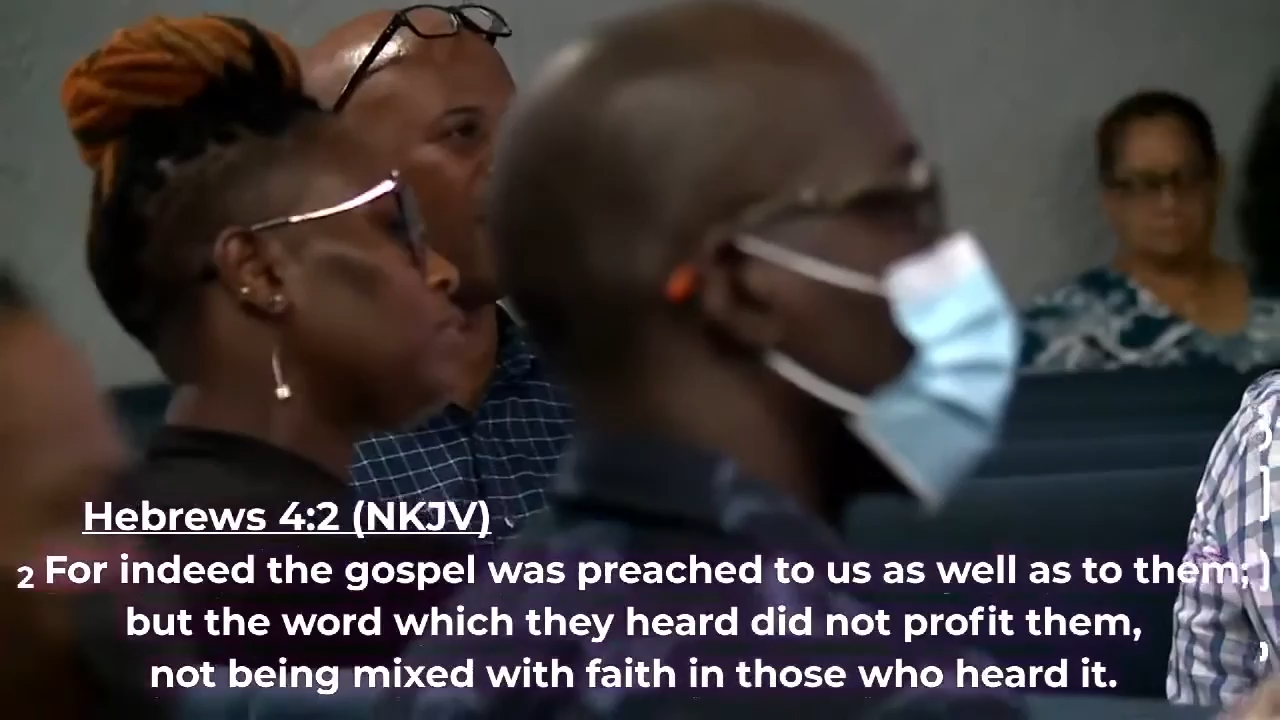 Hebrews 4:2 (NKJV)
2 For indeed the gospel was preached to us as well as to them;
but the word which they heard did not profit them,
not being mixed with faith in those who heard it.